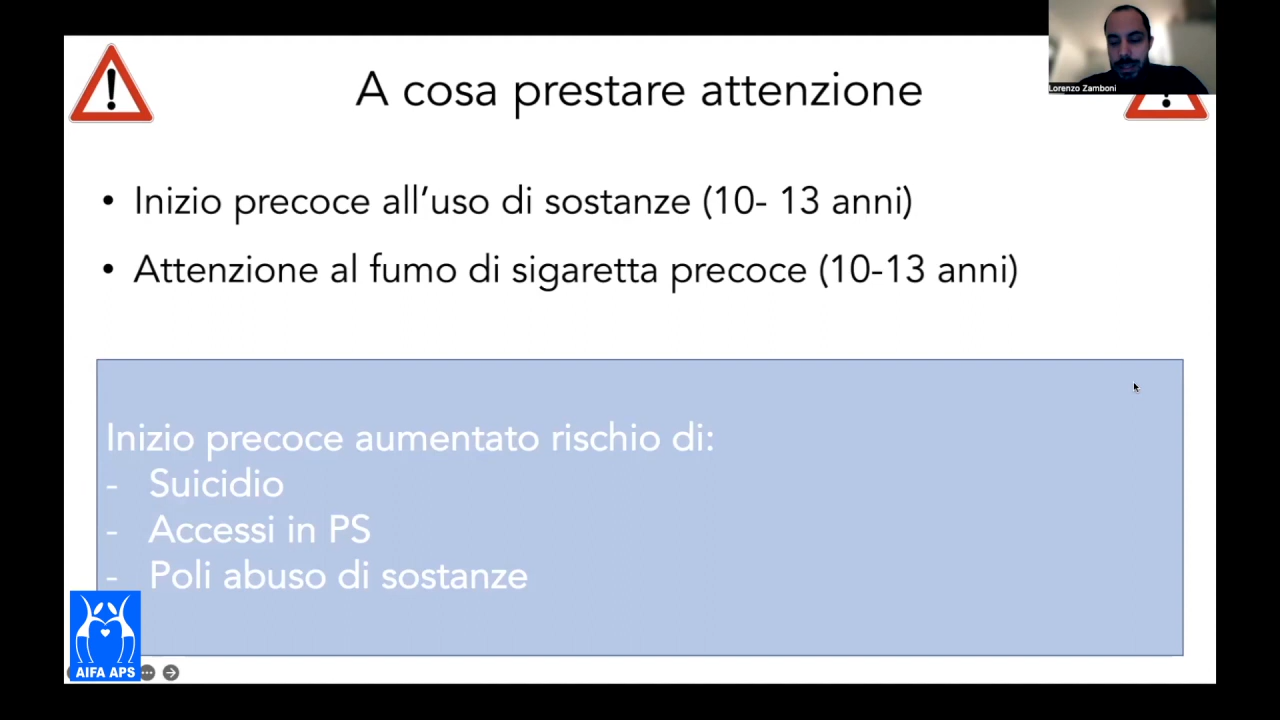 A cosa prestare attenzione
Lorenzo Zamboni
• Inizio precoce all’uso di sostanze (10- 13 anni)
• Attenzione al fumo di sigaretta precoce (10-13 anni)
Inizio precoce aumentato rischio di:
- Suicidio
- Accessi in PS
- Poli abuso di sostanze
AIFA APS